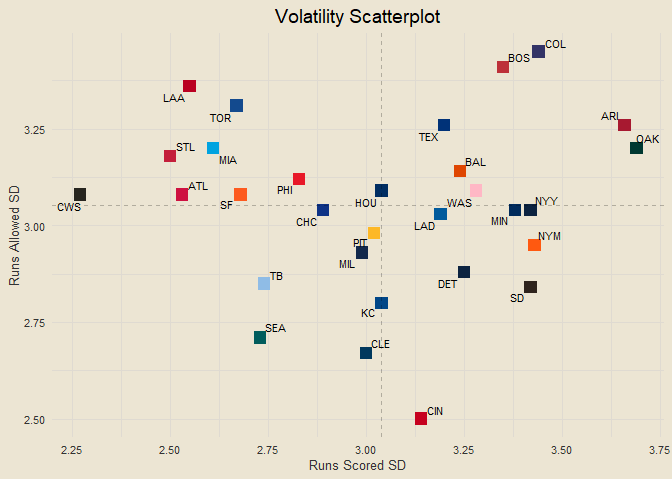 Volatility Scatterplot
COL
BOS
LAA
TOR
ARI
TEX
OAK
STL
MIA
BAL
ATL
PHI
CWS
SF
HOU
WAS
NYY
CHC
LAD
MIN
PIT
NYM
MIL
TB
DET
SD
KC
SEA
CLE
CIN
3.25
3.00
2.75
2.50
Runs Allowed SD
2.25 2.50 2.75 3.00 3.25 3.50 3.75
Runs Scored SD